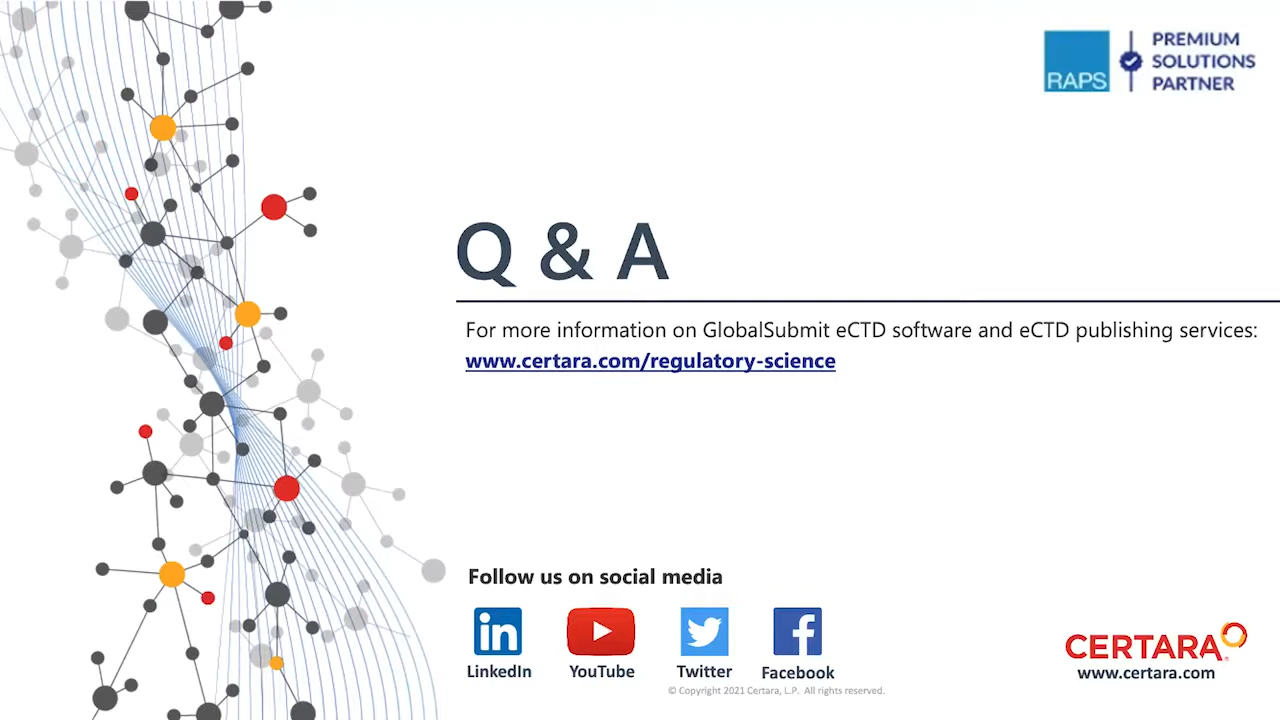 RAPS
PREMIUM
SOLUTIONS
PARTNER
Q & A
For more information on GlobalSubmit eCTD software and eCTD publishing services:
www.certara.com/regulatory-science
Follow us on social media
in
LinkedIn
YouTube
Twitter
f
Facebook
© Copyright 2021 Certara, L.P. All rights reserved.
CERTARA®
www.certara.com